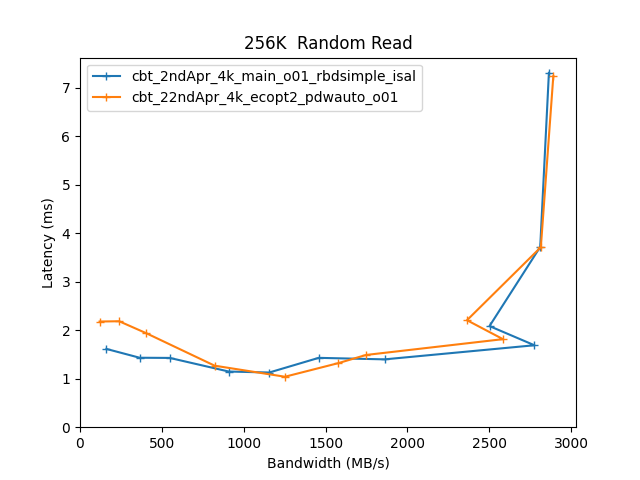 256K  Random Read
cbt_2ndApr_4k_main_o01_rbdsimple_isal
cbt_22ndApr_4k_ecopt2_pdwauto_o01
Latency (ms)
7
6
5
4
3
2
1
0
0 500 1000 1500 2000 2500 3000
Bandwidth (MB/s)